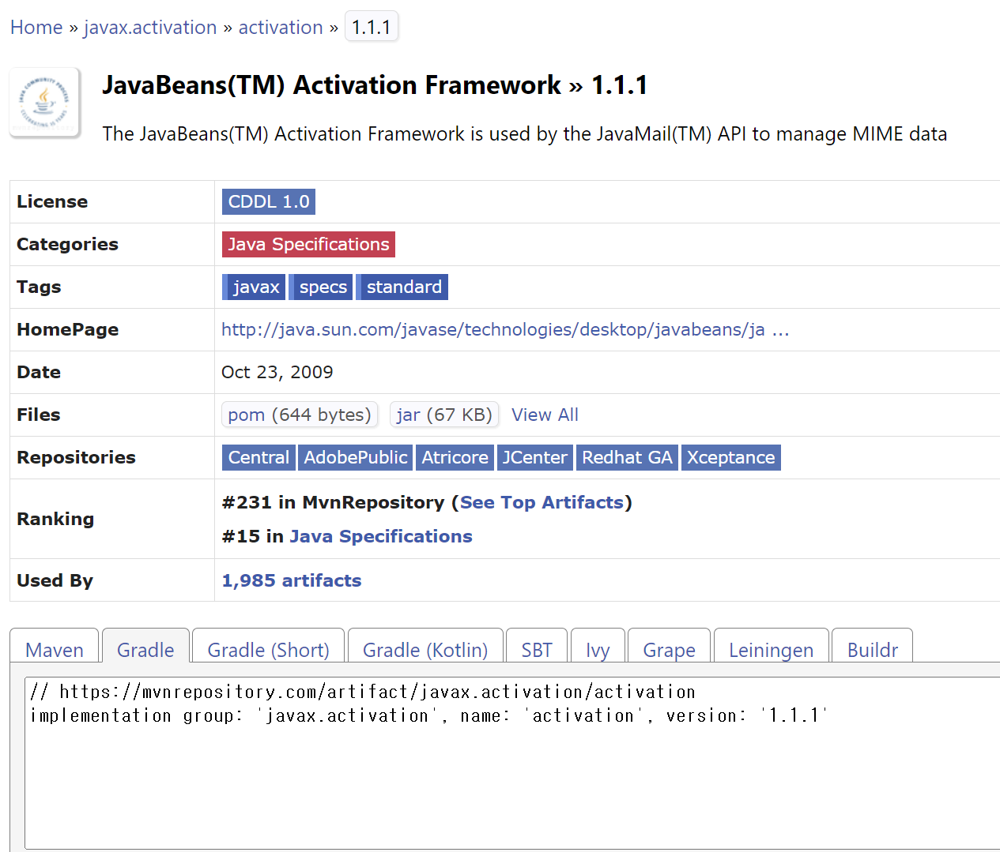 Home » javax.activation » activation » 1.1.1
JAVA COMMUNITY PROCESS
CELEBRATING 15 YEARS
JavaBeans(TM) Activation Framework » 1.1.1
The JavaBeans(TM) Activation Framework is used by the JavaMail(TM) API to manage MIME data
License CDDL 1.0
Categories Java Specifications
Tags javax specs standard
HomePage http://java.sun.com/javase/technologies/desktop/javabeans/ja ...
Date Oct 23, 2009
Files pom (644 bytes) jar (67 KB) View All
Repositories Central AdobePublic Atricore JCenter Redhat GA Xceptance
Ranking #231 in MvnRepository (See Top Artifacts)
#15 in Java Specifications
Used By 1,985 artifacts
Maven Gradle Gradle (Short) Gradle (Kotlin) SBT Ivy Grape Leiningen Buildr
// https://mvnrepository.com/artifact/javax.activation/activation
implementation group: 'javax.activation', name: 'activation', version: '1.1.1'